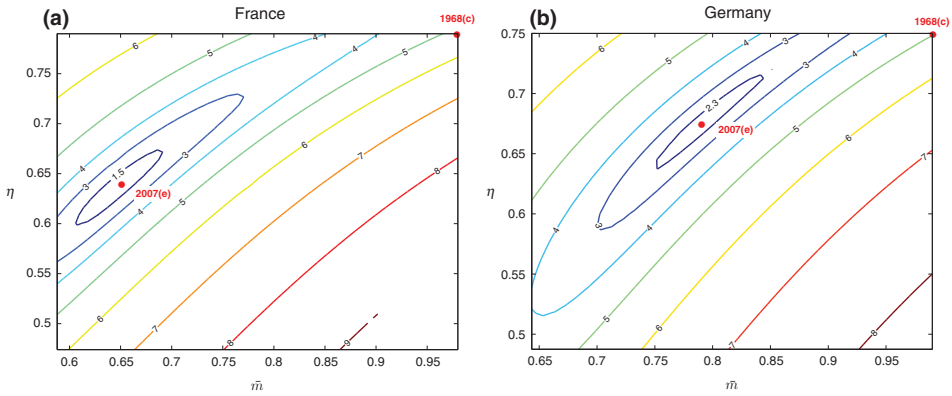 (a) France
1968(c)
0.75
0.7
0.65
0.6
0.55
0.5
η
6 5 4 4 5
4 3 3 6
1.5
2007(e)
4 5 7 8
6 7 8 9
0.6 0.65 0.7 0.75 0.8 0.85 0.9 0.95
m̄
(b) Germany
1968(c)
0.75
0.7
0.65
0.6
0.55
0.5
η
6 5 4 3 3 4
2.3
2007(e)
5 4 3 4 6 7
5 6 7 8
0.65 0.7 0.75 0.8 0.85 0.9 0.95
m̄